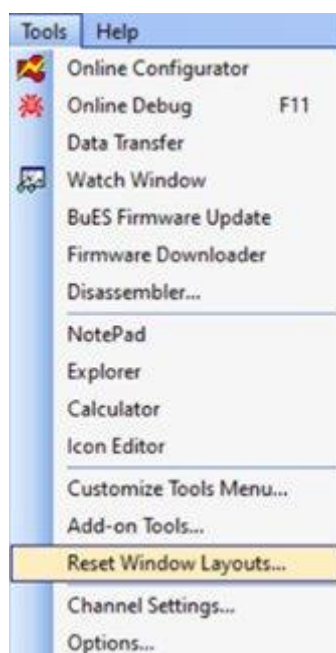 Tools Help
Online Configurator
Online Debug F11
Data Transfer
Watch Window
BuES Firmware Update
Firmware Downloader
Disassembler...
NotePad
Explorer
Calculator
Icon Editor
Customize Tools Menu...
Add-on Tools...
Reset Window Layouts...
Channel Settings...
Options...